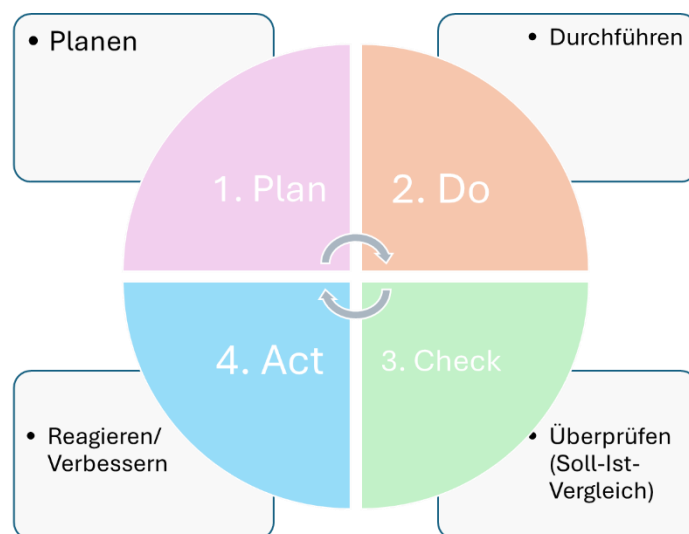 • Planen
• Durchführen
1. Plan
2. Do
4. Act
3. Check
• Reagieren/
Verbessern
• Überprüfen
(Soll-Ist-
Vergleich)